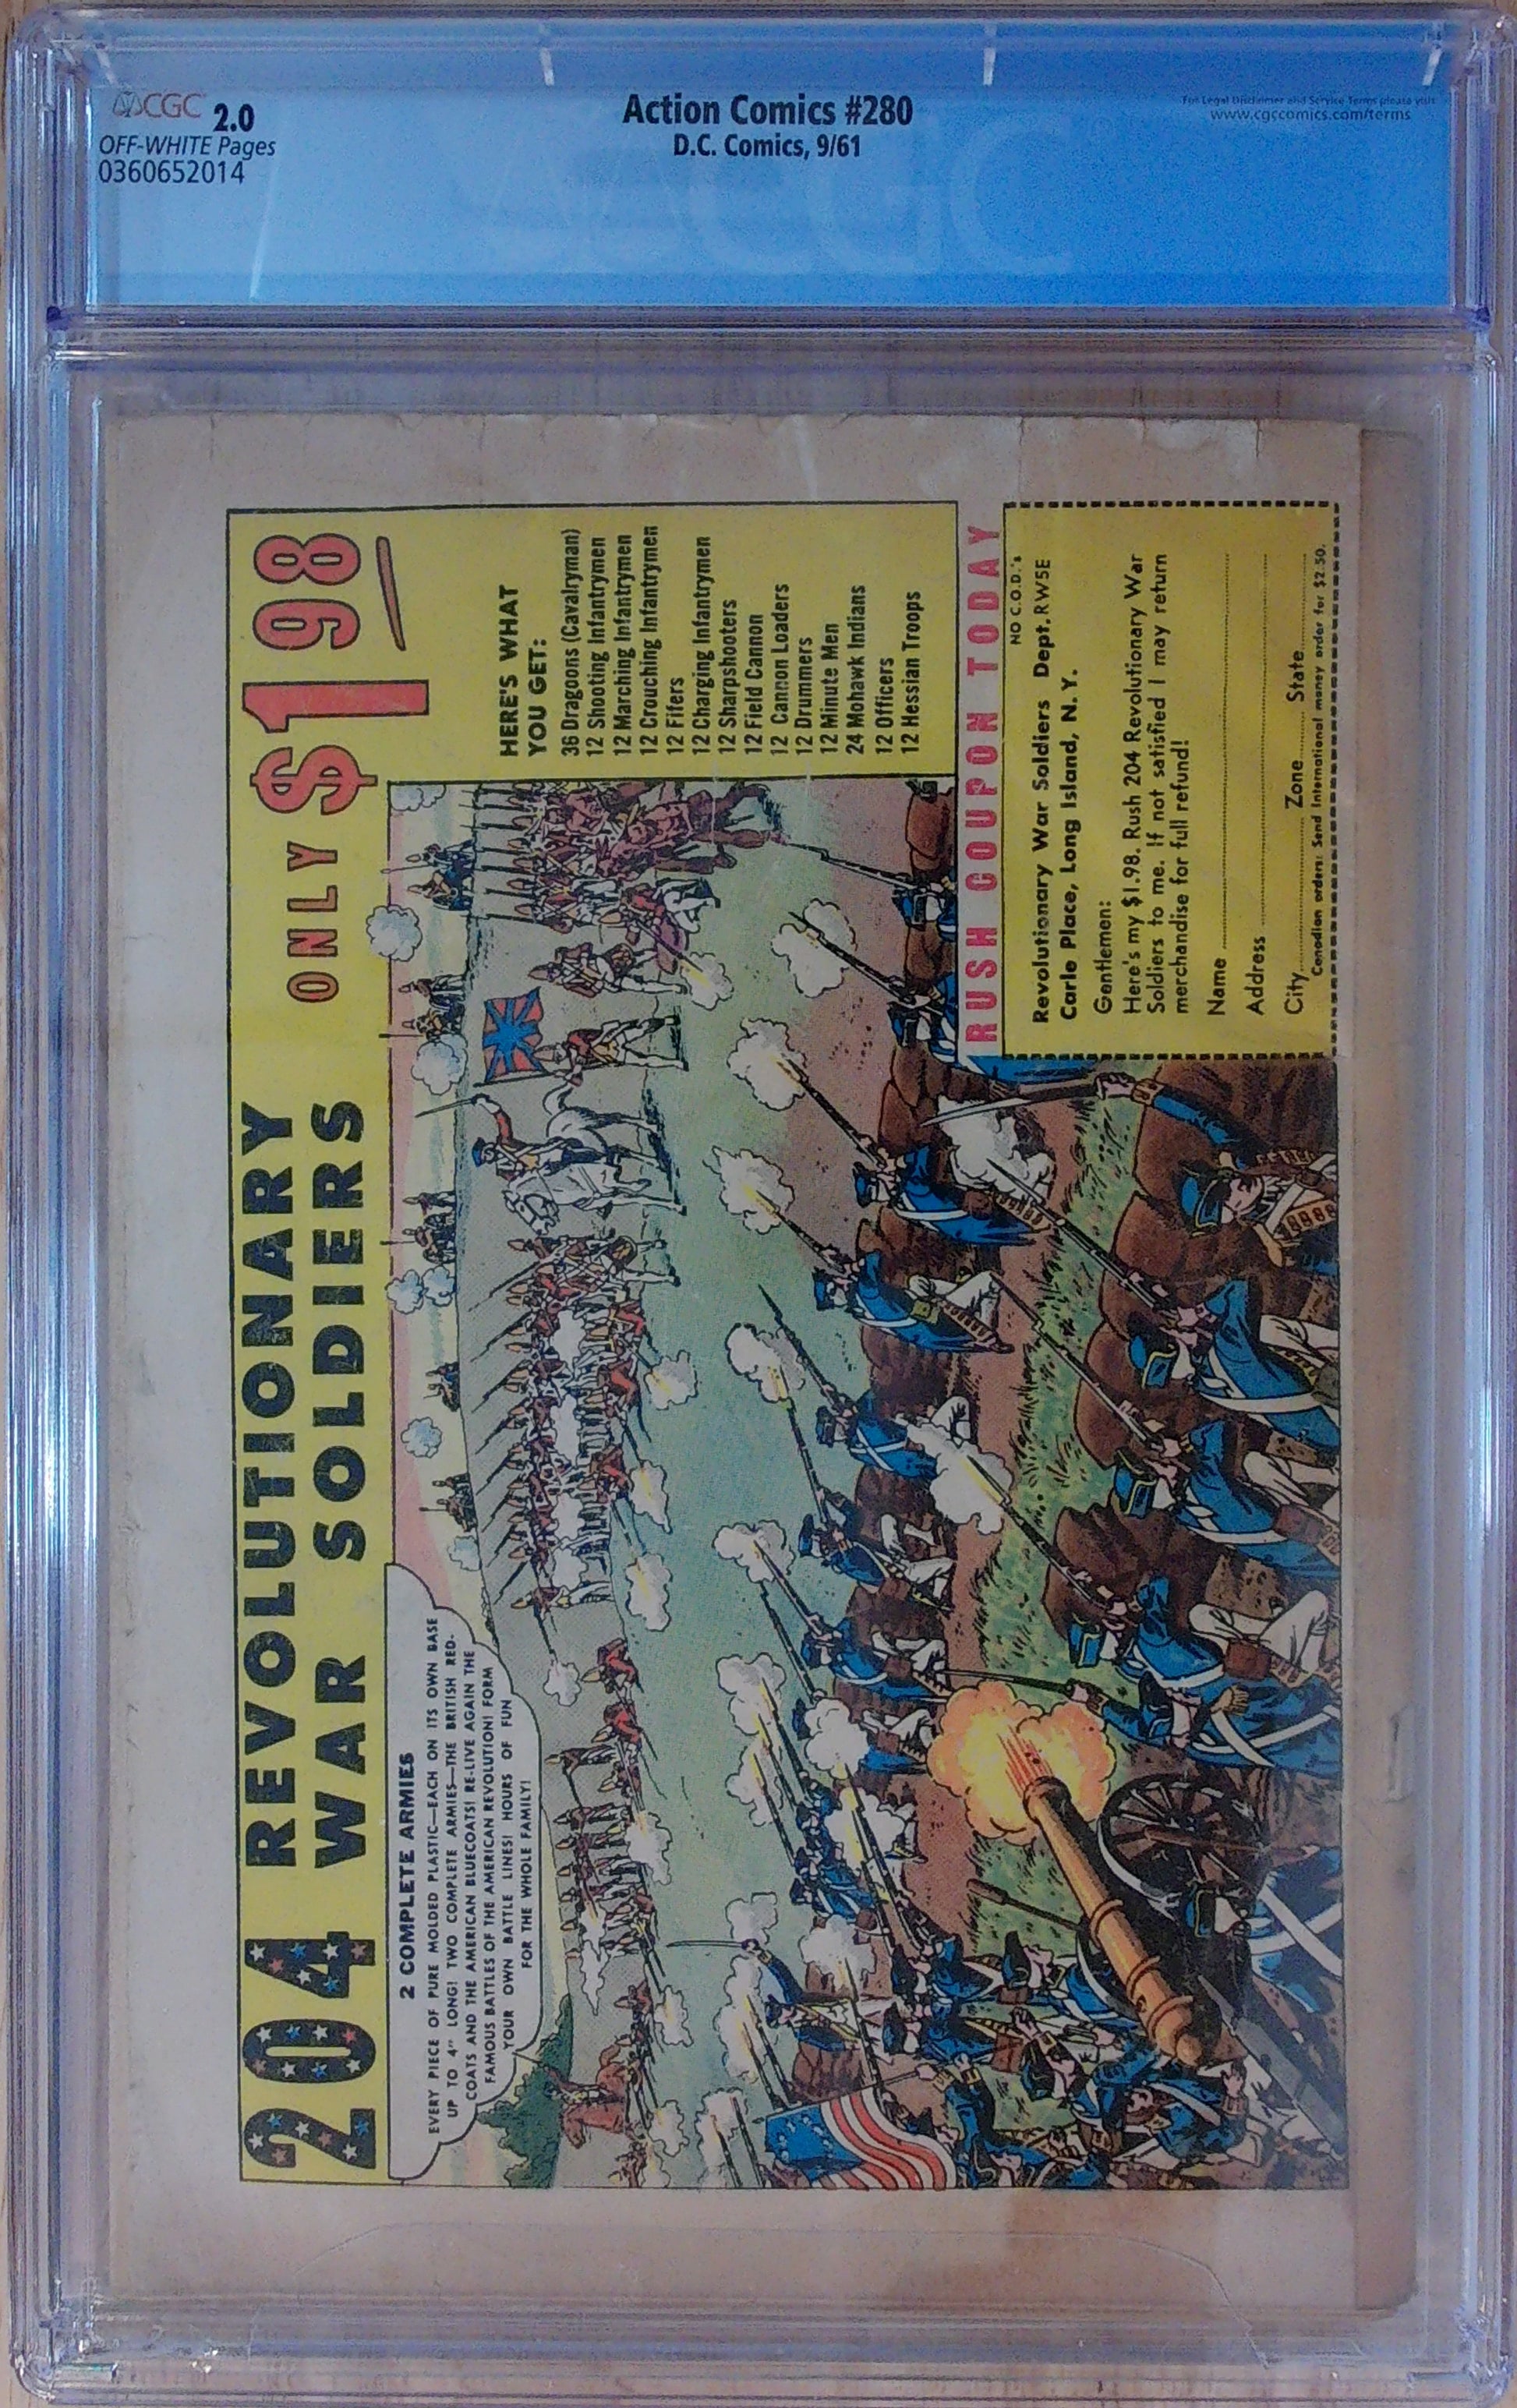 CGC 2.0
OFF-WHITE Pages
0360652014
Action Comics #280
D.C. Comics, 9/61
For Legal Disclaimer and Service Terms please visit
www.cgccomics.com/terms
204 REVOLUTIONARY
WAR SOLDIERS ONLY $198
2 COMPLETE ARMIES
EVERY PIECE OF PURE MOLDED PLASTIC—EACH ON ITS OWN BASE
UP TO 4" LONG! TWO COMPLETE ARMIES—THE BRITISH RED-
COATS AND THE AMERICAN BLUECOATS! RE-LIVE AGAIN THE
FAMOUS BATTLES OF THE AMERICAN REVOLUTION! FORM
YOUR OWN BATTLE LINES! HOURS OF FUN
FOR THE WHOLE FAMILY!
HERE'S WHAT
YOU GET:
36 Dragoons (Cavalryman)
12 Shooting Infantrymen
12 Marching Infantrymen
12 Crouching Infantrymen
12 Fifers
12 Charging Infantrymen
12 Sharpshooters
12 Field Cannon
12 Cannon Loaders
12 Drummers
12 Minute Men
24 Mohawk Indians
12 Officers
12 Hessian Troops
RUSH COUPON TODAY
NO C.O.D.'s
Revolutionary War Soldiers Dept. RW5E
Carle Place, Long Island, N.Y.
Gentlemen:
Here's my $1.98. Rush 204 Revolutionary War
Soldiers to me. If not satisfied I may return
merchandise for full refund!
Name
Address
City Zone State
Canadian orders: Send International money order for $2.50.